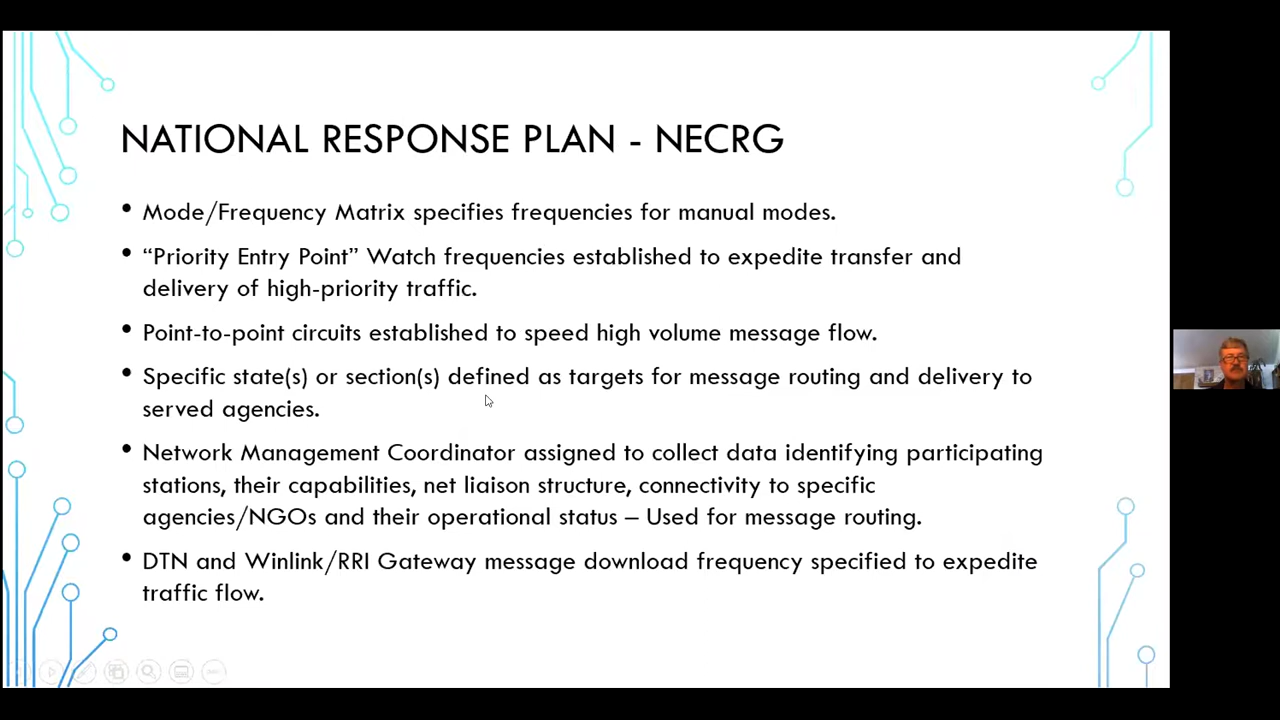 NATIONAL RESPONSE PLAN - NECRG
• Mode/Frequency Matrix specifies frequencies for manual modes.
• “Priority Entry Point” Watch frequencies established to expedite transfer and
delivery of high-priority traffic.
• Point-to-point circuits established to speed high volume message flow.
• Specific state(s) or section(s) defined as targets for message routing and delivery to
served agencies.
• Network Management Coordinator assigned to collect data identifying participating
stations, their capabilities, net liaison structure, connectivity to specific
agencies/NGOs and their operational status – Used for message routing.
• DTN and Winlink/RRI Gateway message download frequency specified to expedite
traffic flow.